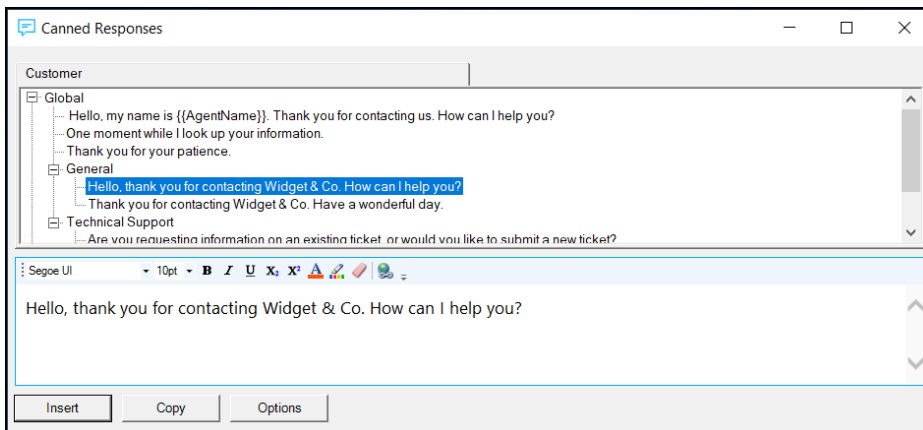 Canned Responses
Customer
Global
Hello, my name is {{AgentName}}. Thank you for contacting us. How can I help you?
One moment while I look up your information.
Thank you for your patience.
General
Hello, thank you for contacting Widget & Co. How can I help you?
Thank you for contacting Widget & Co. Have a wonderful day.
Technical Support
Are you requesting information on an existing ticket, or would you like to submit a new ticket?
Segoe UI 10pt B I U X₂ X² A
Hello, thank you for contacting Widget & Co. How can I help you?
Insert Copy Options